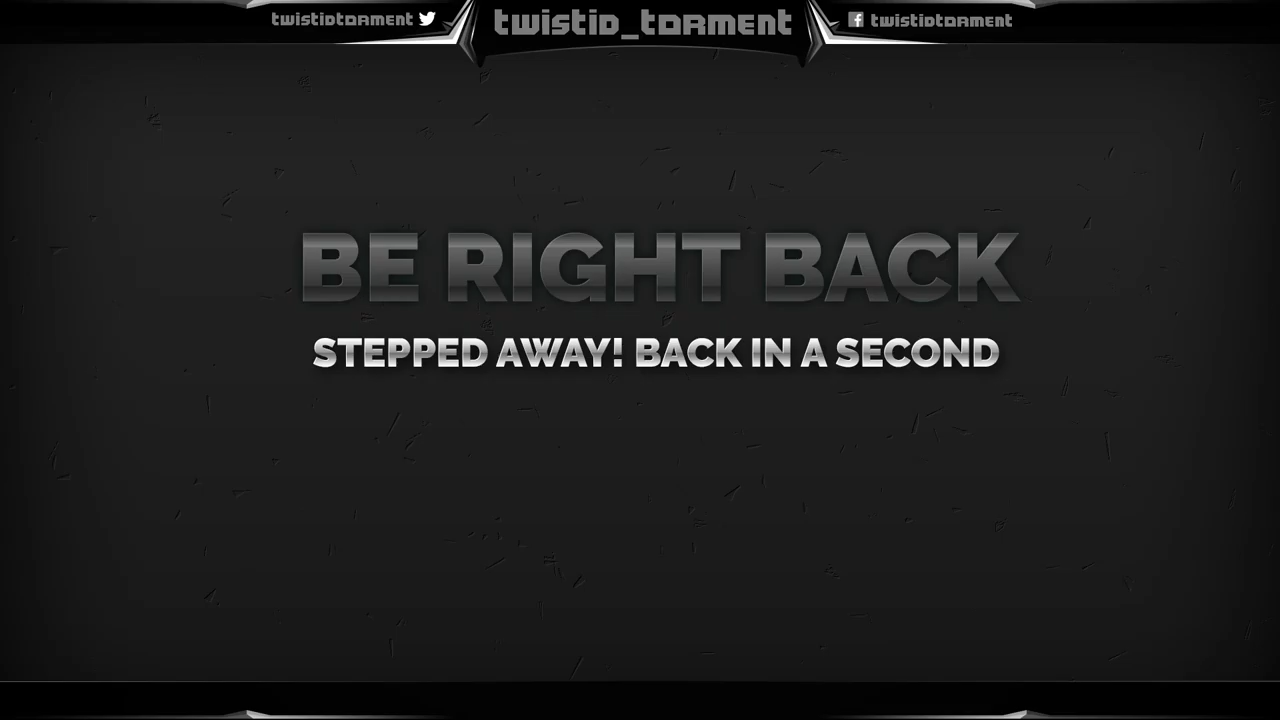 twistidtorment
twistid_torment
twistidtorment
BE RIGHT BACK
STEPPED AWAY! BACK IN A SECOND